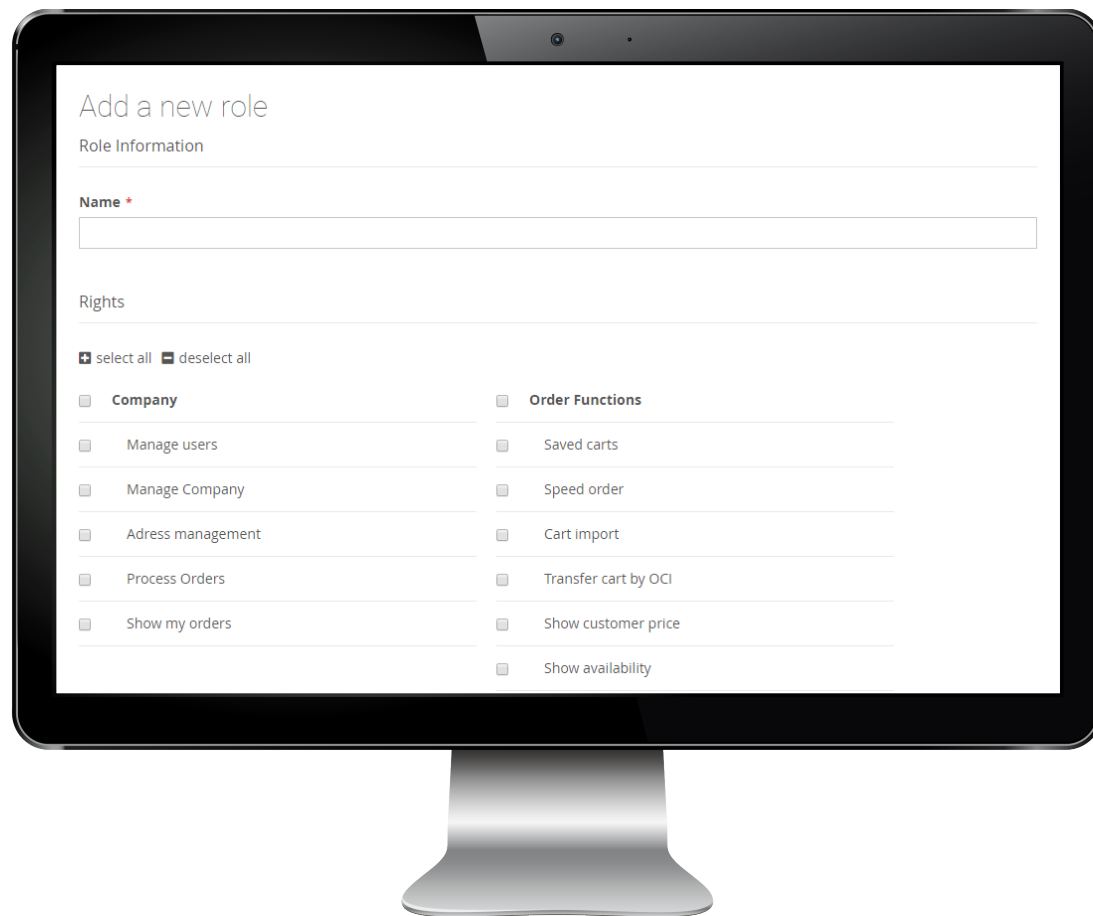 Add a new role
Role Information
Name *
Rights
select all deselect all
Company
Manage users
Manage Company
Adress management
Process Orders
Show my orders
Order Functions
Saved carts
Speed order
Cart import
Transfer cart by OCI
Show customer price
Show availability